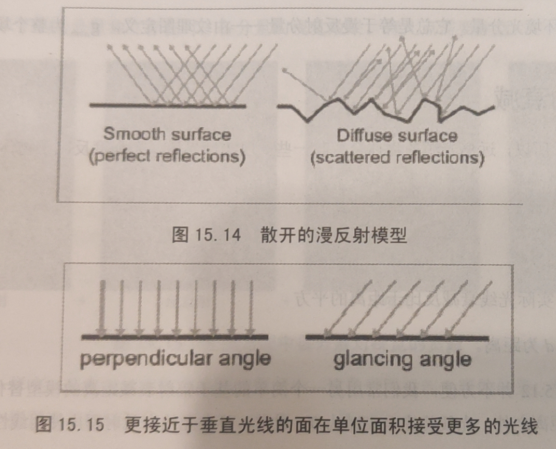 Smooth surface
(perfect reflections)
Diffuse surface
(scattered reflections)
图 15.14 散开的漫反射模型
perpendicular angle
glancing angle
图 15.15 更接近于垂直光线的面在单位面积接受更多的光线